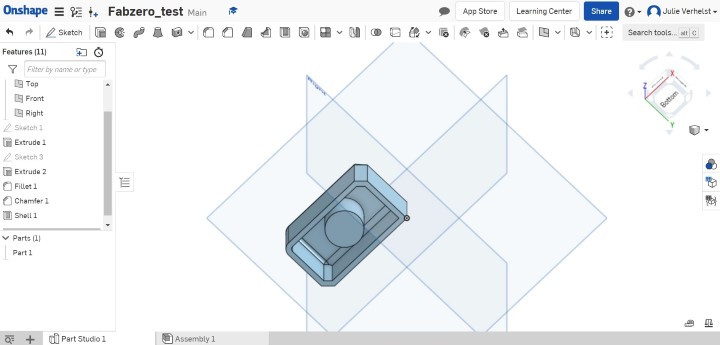 Onshape Fabzero_test Main App Store Learning Center Share Julie Verhelst
Sketch Search tools... alt C
Features (11)
Filter by name or type
Top
Front
Right
Sketch 1
Extrude 1
Sketch 3
Extrude 2
Fillet 1
Chamfer 1
Shell 1
Parts (1)
Part 1
Z X
Bottom
Y
Part Studio 1 Assembly 1